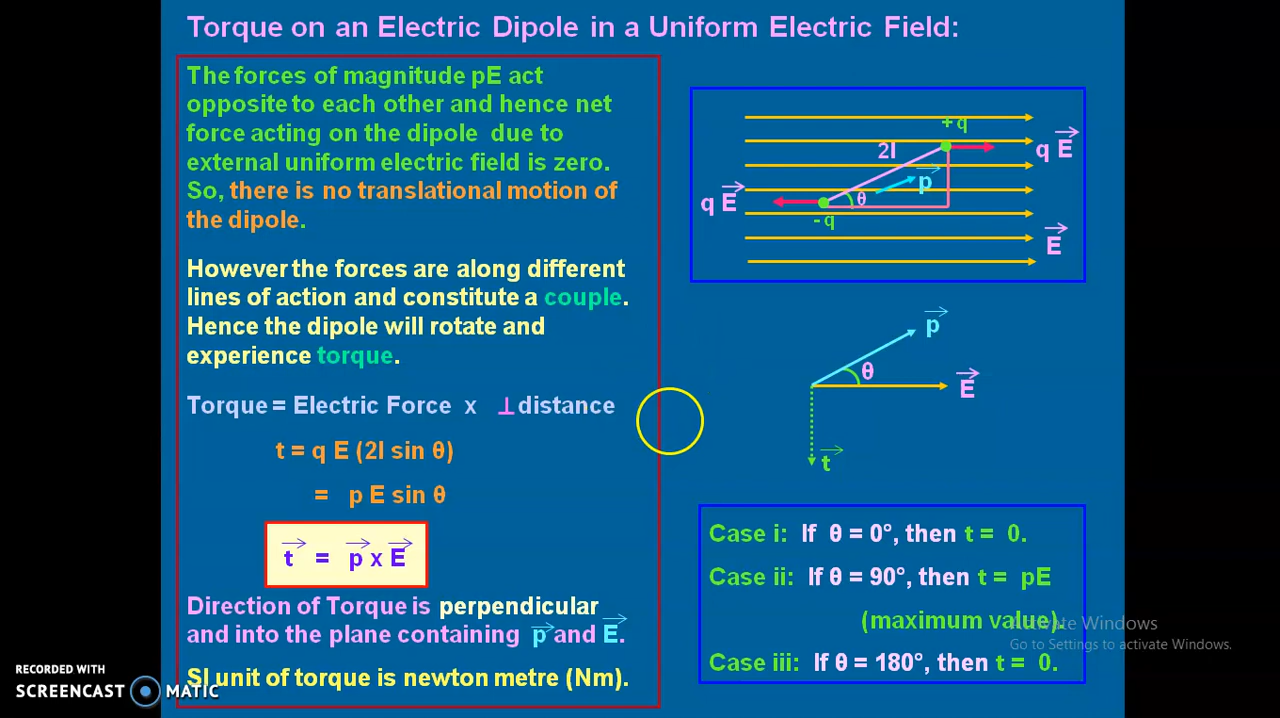 Torque on an Electric Dipole in a Uniform Electric Field:
The forces of magnitude pE act
opposite to each other and hence net
force acting on the dipole due to
external uniform electric field is zero.
So, there is no translational motion of
the dipole.
However the forces are along different
lines of action and constitute a couple.
Hence the dipole will rotate and
experience torque.
Torque = Electric Force x ⊥ distance
t = q E (2l sin θ)
= p E sin θ
t⃗ = p⃗ x E⃗
Direction of Torque is perpendicular
and into the plane containing p⃗ and E⃗.
SI unit of torque is newton metre (Nm).
+ q
2l
q E⃗
p⃗
q E⃗
θ
- q
E⃗
p⃗
θ
E⃗
t⃗
Case i: If θ = 0°, then t = 0.
Case ii: If θ = 90°, then t = pE
(maximum value).
Case iii: If θ = 180°, then t = 0.
Activate Windows
Go to Settings to activate Windows.
RECORDED WITH
SCREENCAST MATIC